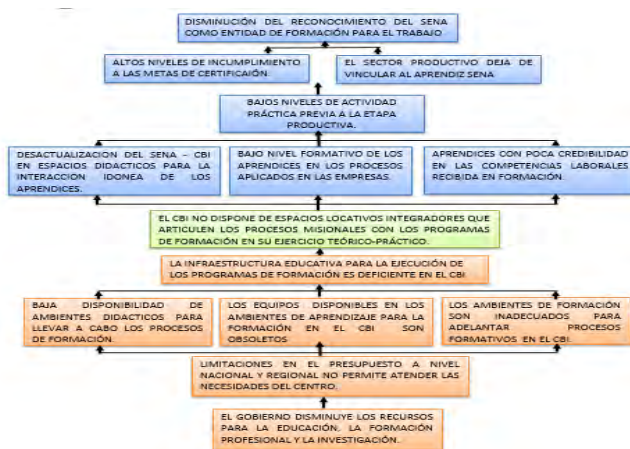 DISMINUCIÓN DEL RECONOCIMIENTO DEL SENA
COMO ENTIDAD DE FORMACIÓN PARA EL TRABAJO
ALTOS NIVELES DE INCUMPLIMIENTO
A LAS METAS DE CERTIFICAIÓN
EL SECTOR PRODUCTIVO DEJA DE
VINCULAR AL APRENDIZ SENA
BAJOS NIVELES DE ACTIVIDAD
PRÁCTICA PREVIA A LA ETAPA
PRODUCTIVA.
DESACTUALIZACION DEL SENA – CBI
EN ESPACIOS DIDACTICOS PARA LA
INTERACCIÓN IDONEA DE LOS
APRENDICES.
BAJO NIVEL FORMATIVO DE LOS
APRENDICES EN LOS PROCESOS
APLICADOS EN LAS EMPRESAS.
APRENDICES CON POCA CREDIBILIDAD
EN LAS COMPETENCIAS LABORALES
RECIBIDA EN FORMACIÓN.
EL CBI NO DISPONE DE ESPACIOS LOCATIVOS INTEGRADORES QUE
ARTICULEN LOS PROCESOS MISIONALES CON LOS PROGRAMAS
DE FORMACIÓN EN SU EJERCICIO TEÓRICO-PRÁCTICO.
LA INFRAESTRUCTURA EDUCATIVA PARA LA EJECUCIÓN DE
LOS PROGRAMAS DE FORMACIÓN ES DEFICIENTE EN EL CBI
BAJA DISPONIBILIDAD DE
AMBIENTES DIDACTICOS PARA
LLEVAR A CABO LOS PROCESOS
DE FORMACIÓN.
LOS EQUIPOS DISPONIBLES EN LOS
AMBIENTES DE APRENDIZAJE PARA LA
FORMACIÓN EN EL CBI SON
OBSOLETOS
LOS AMBIENTES DE FORMACIÓN
SON INADECUADOS PARA
ADELANTAR PROCESOS
FORMATIVOS EN EL CBI.
LIMITACIONES EN EL PRESUPUESTO A NIVEL
NACIONAL Y REGIONAL NO PERMITE ATENDER LAS
NECESIDADES DEL CENTRO.
EL GOBIERNO DISMINUYE LOS RECURSOS
PARA LA EDUCACIÓN, LA FORMACIÓN
PROFESIONAL Y LA INVESTIGACIÓN.